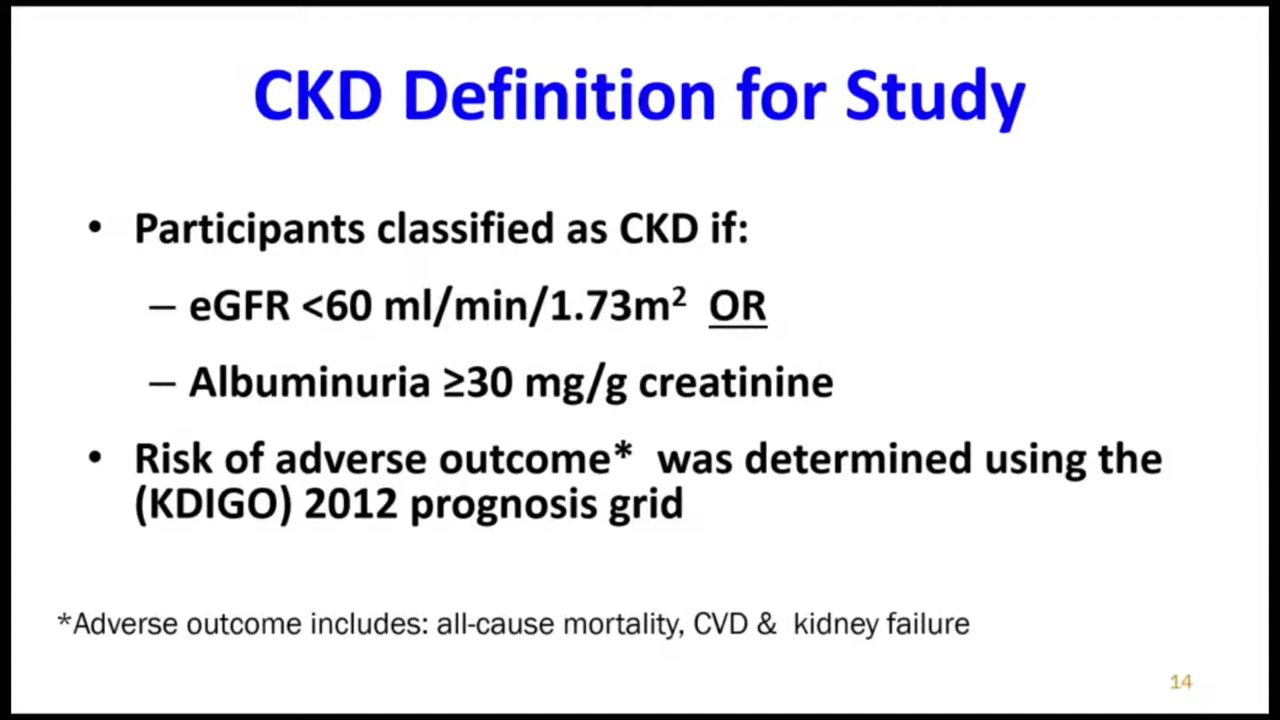 CKD Definition for Study
• Participants classified as CKD if:
– eGFR <60 ml/min/1.73m² OR
– Albuminuria ≥30 mg/g creatinine
• Risk of adverse outcome*  was determined using the
(KDIGO) 2012 prognosis grid
*Adverse outcome includes: all-cause mortality, CVD &  kidney failure
14